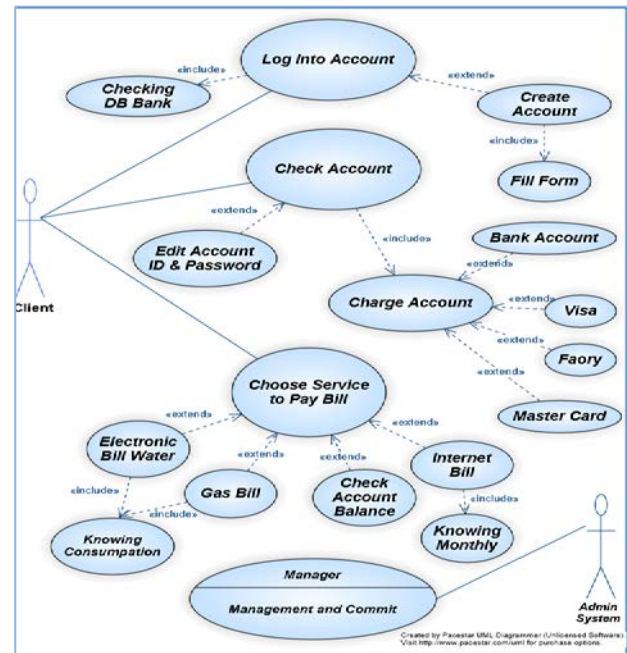 Log Into Account
«include»
«extend»
Checking
DB Bank
Create
Account
«include»
Check Account
Fill Form
«extend»
Bank Account
«include»
Edit Account
ID & Password
«extend»
Client
Charge Account
«extend»
Visa
«extend»
Faory
Choose Service
to Pay Bill
«extend»
Master Card
«extend»
«extend»
Electronic
Bill Water
«extend»
«extend»
Internet
Bill
«include»
Gas Bill
Check
Account
Balance
«include»
«include»
Knowing
Consumpation
Knowing
Monthly
Manager
Management and Commit
Admin
System
Created by Pacestar UML Diagrammer (Unlicensed Software)
Visit http://www.pacestar.com/uml for purchase options.